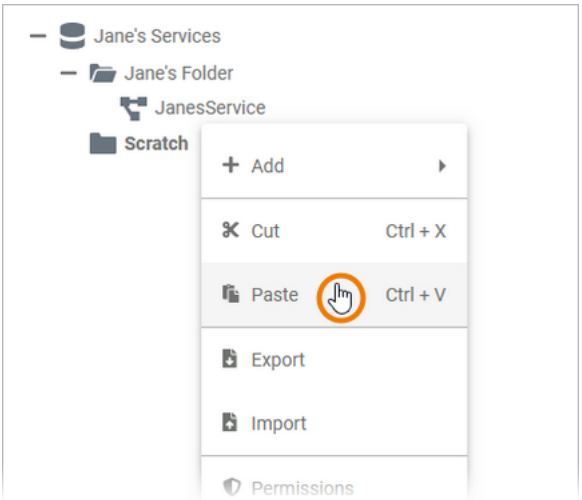 Jane's Services
Jane's Folder
JanesService
Scratch
Add
Cut Ctrl + X
Paste Ctrl + V
Export
Import
Permissions